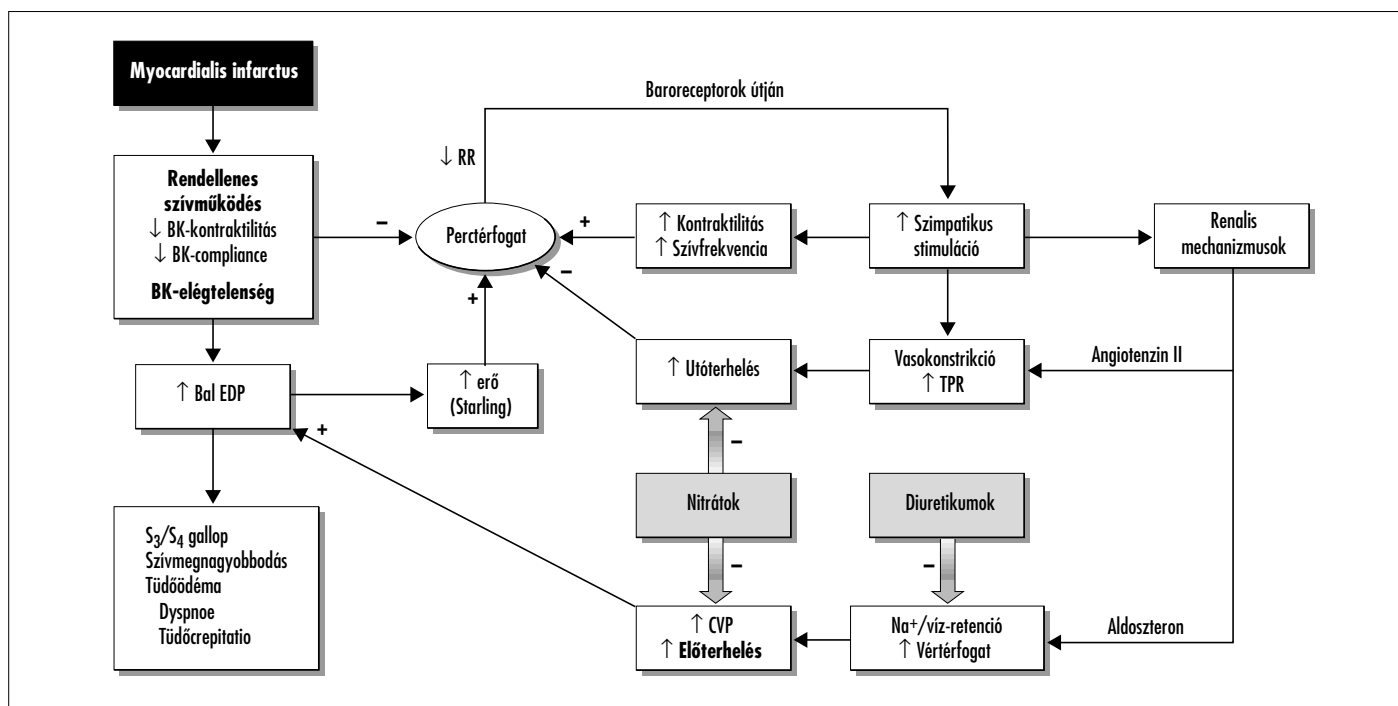 Myocardialis infarctus
Baroreceptorok útján
↓ RR
Rendellenes
szívműködés
↓ BK-kontraktilitás
↓ BK-compliance
BK-elégtelenség
–
Perctérfogat
+
↑ Kontraktilitás
↑ Szívfrekvencia
↑ Szimpatikus
stimuláció
Renalis
mechanizmusok
–
+
↑ Bal EDP
↑ erő
(Starling)
↑ Utóterhelés
Vasokonstrikció
↑ TPR
Angiotenzin II
+
–
Nitrátok
Diuretikumok
–
–
S3/S4 gallop
Szívmegnagyobbodás
Tüdőödéma
Dyspnoe
Tüdőcrepitatio
↑ CVP
↑ Előterhelés
Na+/víz-retenció
↑ Vértérfogat
Aldoszteron